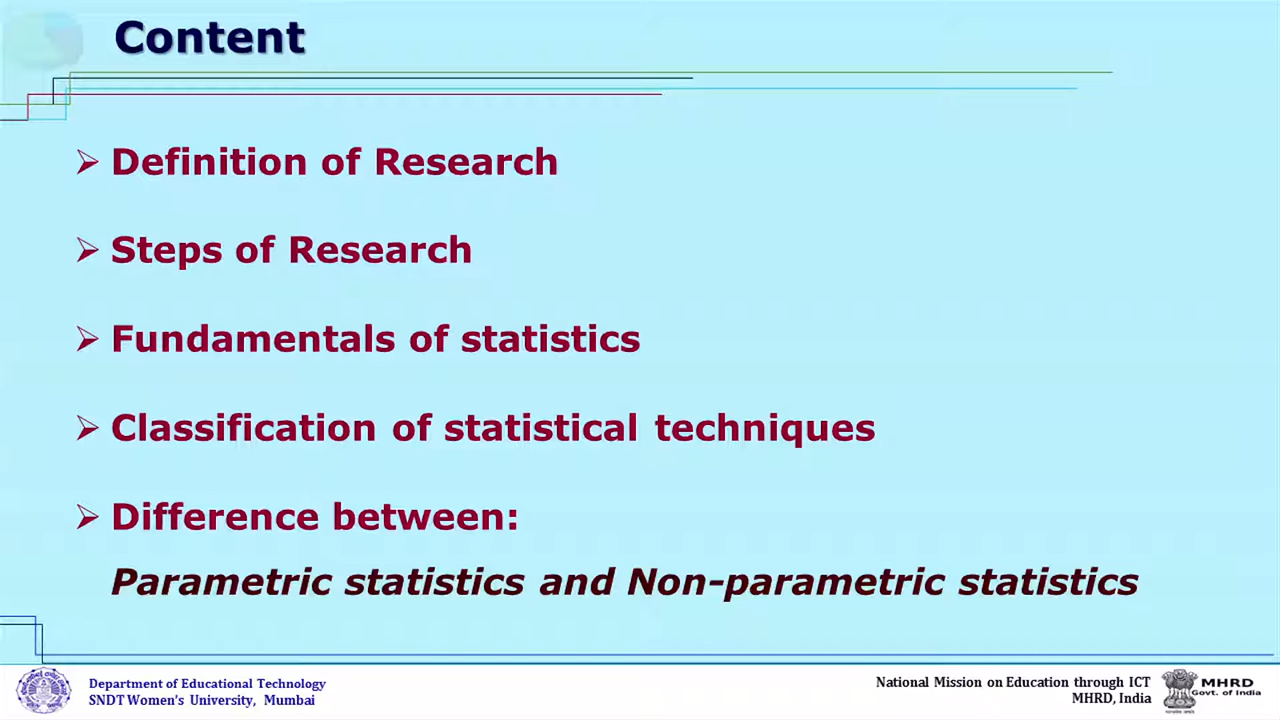 Content
Definition of Research
Steps of Research
Fundamentals of statistics
Classification of statistical techniques
Difference between:
Parametric statistics and Non-parametric statistics
Department of Educational Technology
SNDT Women's University, Mumbai
National Mission on Education through ICT
MHRD, India
MHRD
Govt. of India